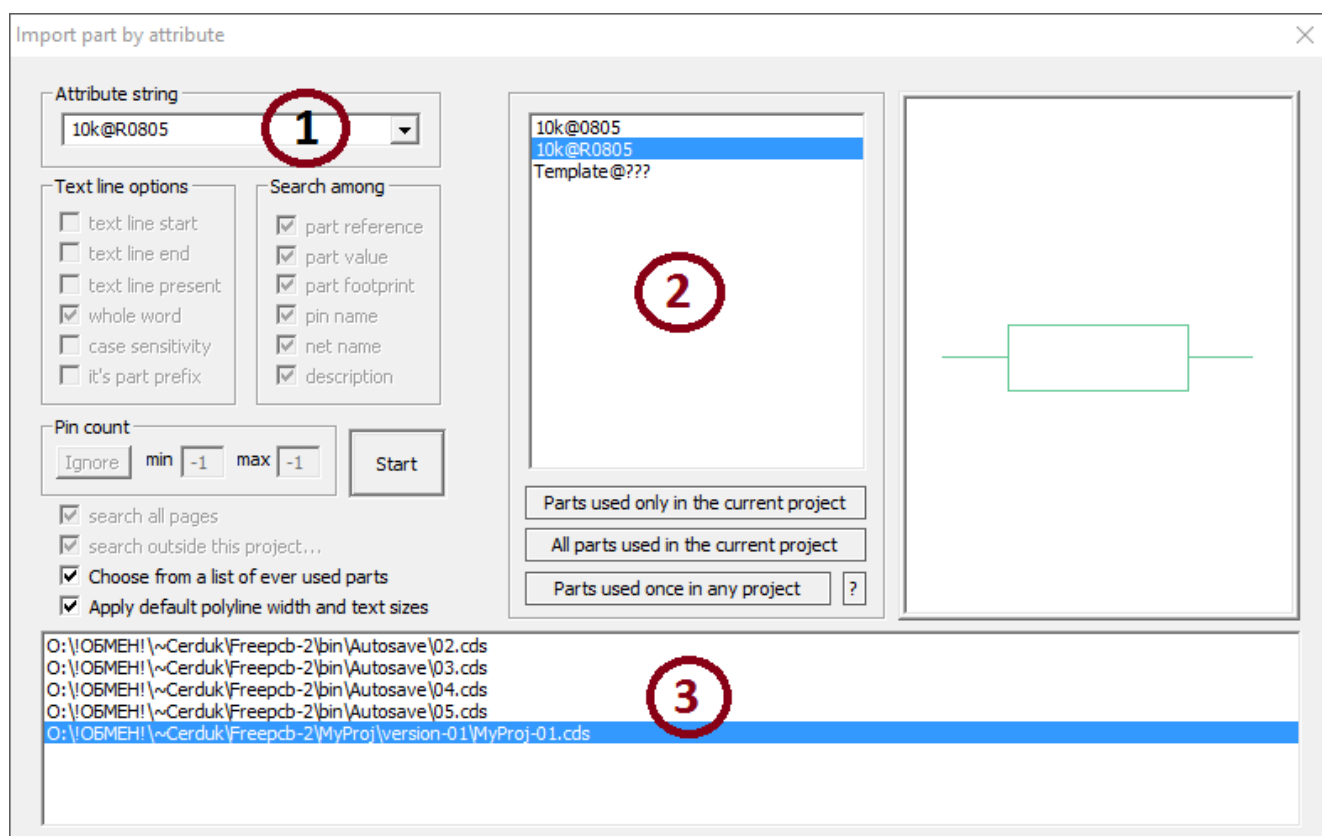 Import part by attribute
Attribute string
10k@R0805
1
Text line options
text line start
text line end
text line present
whole word
case sensitivity
it's part prefix
Search among
part reference
part value
part footprint
pin name
net name
description
Pin count
Ignore min -1 max -1
Start
search all pages
search outside this project...
Choose from a list of ever used parts
Apply default polyline width and text sizes
10k@0805
10k@R0805
Template@???
2
Parts used only in the current project
All parts used in the current project
Parts used once in any project ?
O:\!ОБМЕН!\~Cerduk\Freepcb-2\bin\Autosave\02.cds
O:\!ОБМЕН!\~Cerduk\Freepcb-2\bin\Autosave\03.cds
O:\!ОБМЕН!\~Cerduk\Freepcb-2\bin\Autosave\04.cds
O:\!ОБМЕН!\~Cerduk\Freepcb-2\bin\Autosave\05.cds
O:\!ОБМЕН!\~Cerduk\Freepcb-2\MyProj\version-01\MyProj-01.cds
3